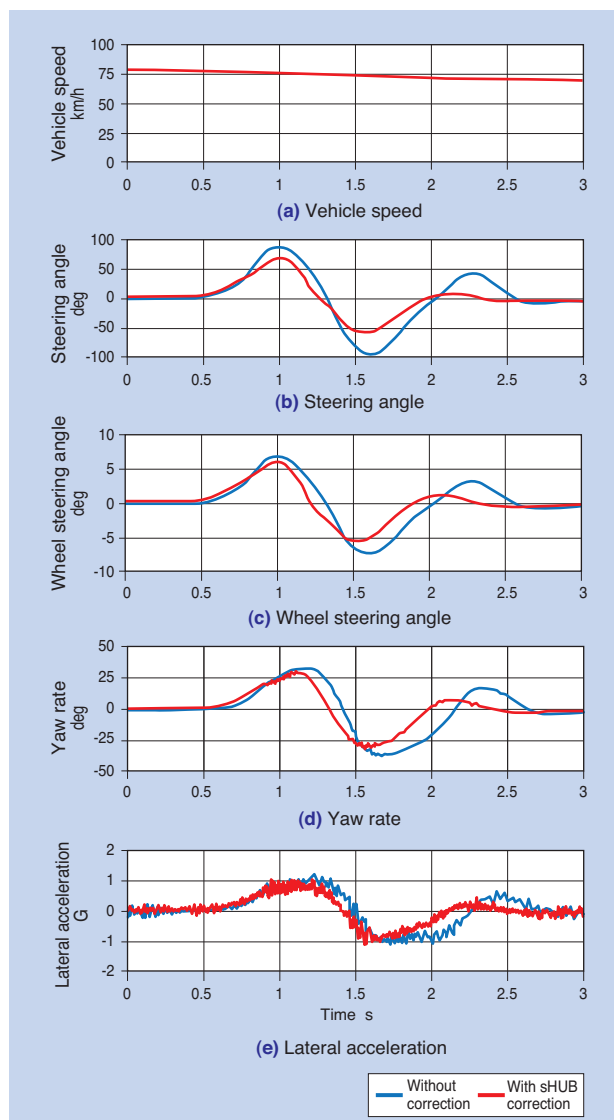 Vehicle speed
km/h
100
75
50
25
0
0 0.5 1 1.5 2 2.5 3
(a) Vehicle speed
Steering angle
deg
100
50
0
-50
-100
0 0.5 1 1.5 2 2.5 3
(b) Steering angle
Wheel steering angle
deg
10
5
0
-5
-10
0 0.5 1 1.5 2 2.5 3
(c) Wheel steering angle
Yaw rate
deg
50
25
0
-25
-50
0 0.5 1 1.5 2 2.5 3
(d) Yaw rate
Lateral acceleration
G
2
1
0
-1
-2
0 0.5 1 1.5 2 2.5 3
Time s
(e) Lateral acceleration
Without
correction
With sHUB
correction